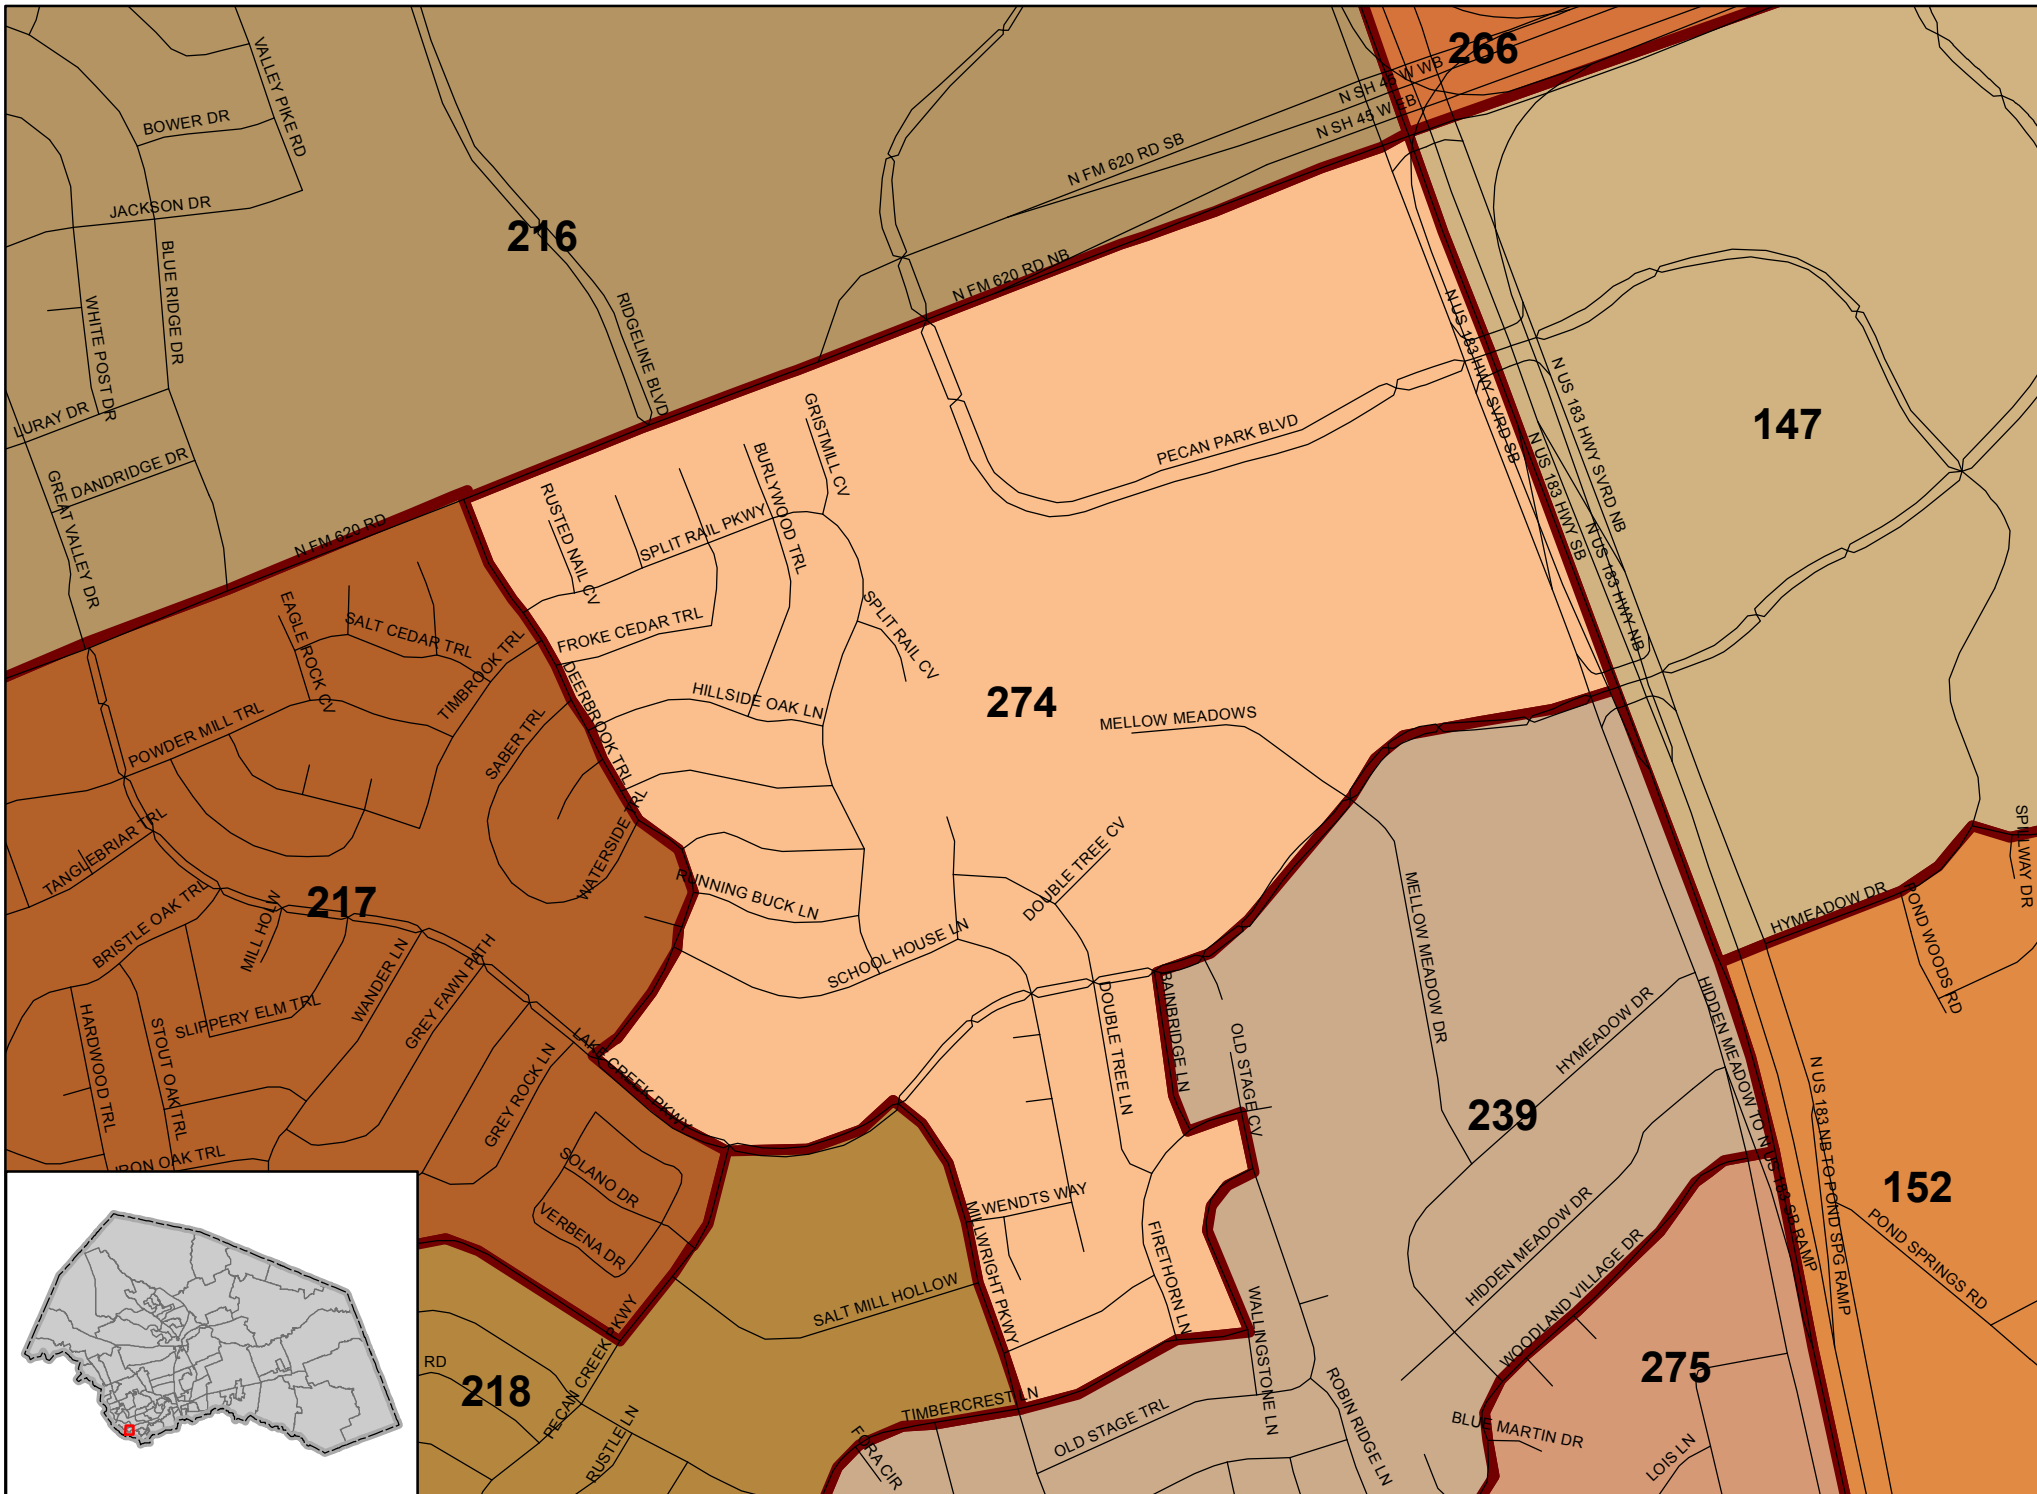 266
VALLEY PIKE RD
BOWER DR
N SH 45 W WB
N SH 45 W EB
N FM 620 RD SB
JACKSON DR
216
BLUE RIDGE DR
N FM 620 RD NB
WHITE POST DR
RIDGELINE BLVD
N US 183 HWY SVRD SB
N US 183 HWY SVRD NB
147
LURAY DR
GRISTMILL CV
PECAN PARK BLVD
DANDRIDGE DR
GREAT VALLEY DR
BURLYWOOD TRL
RUSTED NAIL CV
SPLIT RAIL PKWY
N US 183 HWY SB
N US 183 HWY NB
N FM 620 RD
EAGLE ROCK CV
SALT CEDAR TRL
TIMBROOK TRL
FROKE CEDAR TRL
SPLIT RAIL CV
DEERBROOK TRL
HILLSIDE OAK LN
274
MELLOW MEADOWS
POWDER MILL TRL
SABER TRL
WATERSIDE TRL
TANGLEBRIAR TRL
DOUBLE TREE CV
SPILLWAY DR
217
RUNNING BUCK LN
MELLOW MEADOW DR
HYMEADOW DR
POND WOODS RD
BRISTLE OAK TRL
MILL HOLW
WANDER LN
GREY FAWN PATH
SCHOOL HOUSE LN
SLIPPERY ELM TRL
HARDWOOD TRL
STOUT OAK TRL
GREY ROCK LN
LAKE CREEK PKWY
DOUBLE TREE LN
BAINBRIDGE LN
OLD STAGE CV
HYMEADOW DR
HIDDEN MEADOW TO N US 183 SB RAMP
239
N US 183 NB TO POND SPG RAMP
152
IRON OAK TRL
SOLANO DR
VERBENA DR
WENDTS WAY
MILLWRIGHT PKWY
FIRETHORN LN
HIDDEN MEADOW DR
WOODLAND VILLAGE DR
POND SPRINGS RD
SALT MILL HOLLOW
WALLINGSTONE LN
275
RD
218
PECAN CREEK PKWY
RUSTLE LN
TIMBERCREST LN
FORA CIR
OLD STAGE TRL
ROBIN RIDGE LN
BLUE MARTIN DR
LOIS LN